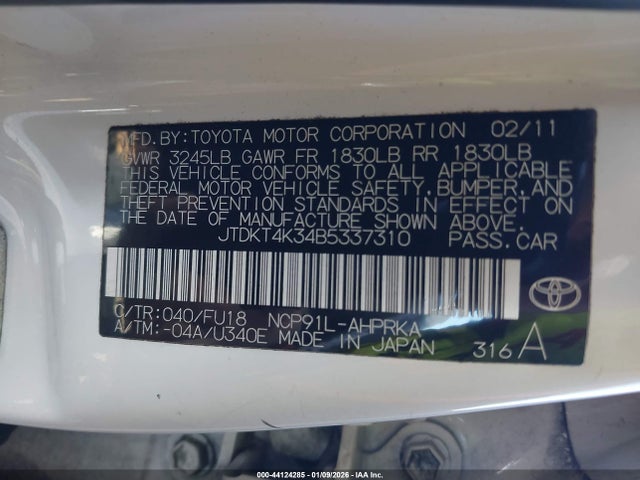 MFD.BY:TOYOTA MOTOR CORPORATION 02/11
GVWR 3245LB GAWR FR 1830LB RR 1830LB
THIS VEHICLE CONFORMS TO ALL APPLICABLE
FEDERAL MOTOR VEHICLE SAFETY,BUMPER,AND
THEFT PREVENTION STANDARDS IN EFFECT ON
THE DATE OF MANUFACTURE SHOWN ABOVE.
JTDKT4K34B5337310 PASS.CAR
C/TR:040/FU18 NCP91L-AHPRKA
A/TM:-04A/U340E MADE IN JAPAN 316 A
000-44124285 - 01/09/2026 - IAA Inc.